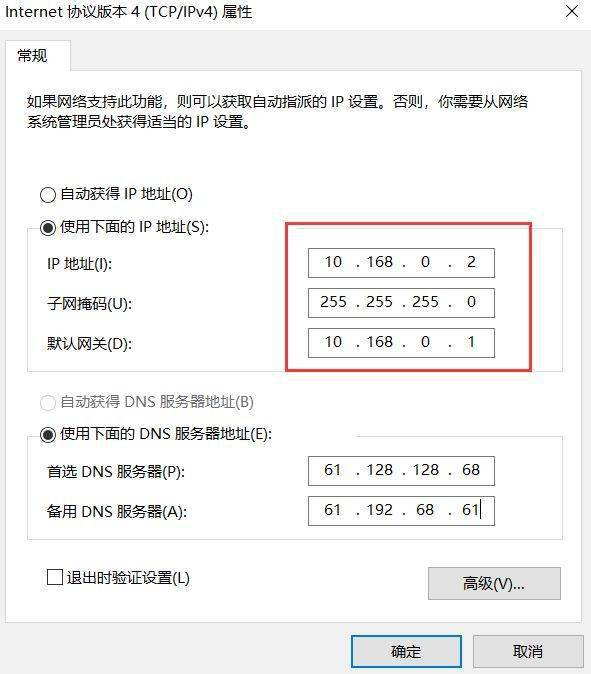 Internet 协议版本 4 (TCP/IPv4) 属性
常规
如果网络支持此功能，则可以获取自动指派的 IP 设置。否则，你需要从网络
系统管理员处获得适当的 IP 设置。
自动获得 IP 地址(O)
使用下面的 IP 地址(S):
IP 地址(I): 10 . 168 . 0 . 2
子网掩码(U): 255 . 255 . 255 . 0
默认网关(D): 10 . 168 . 0 . 1
自动获得 DNS 服务器地址(B)
使用下面的 DNS 服务器地址(E):
首选 DNS 服务器(P): 61 . 128 . 128 . 68
备用 DNS 服务器(A): 61 . 192 . 68 . 61
退出时验证设置(L)
高级(V)...
确定 取消